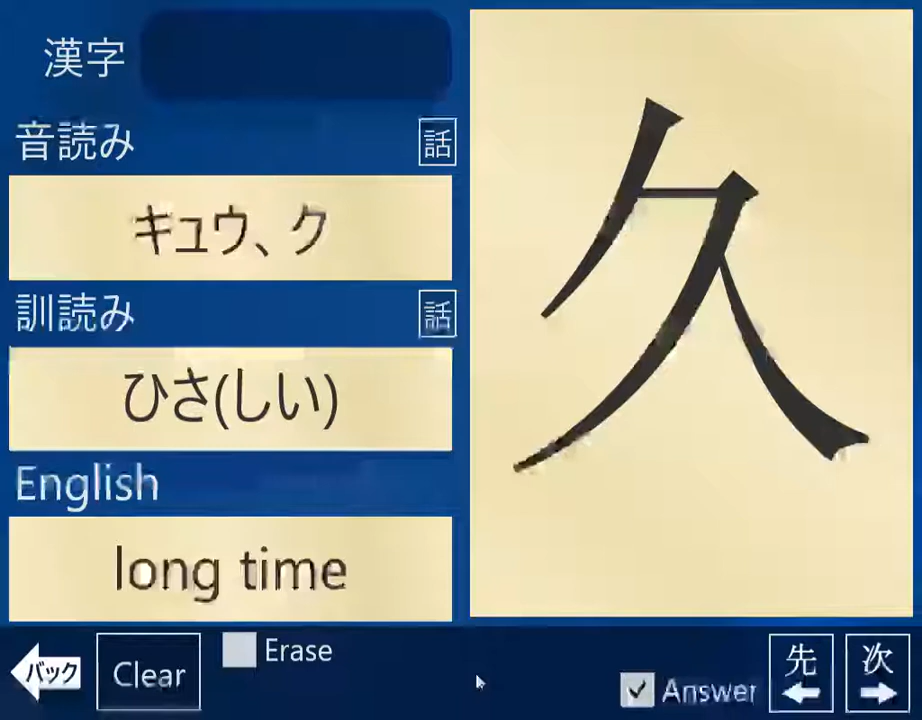 漢字
音読み 話
キュウ、ク
訓読み 話
ひさ(しい)
English
long time
久
バック Clear Erase Answer 先 次